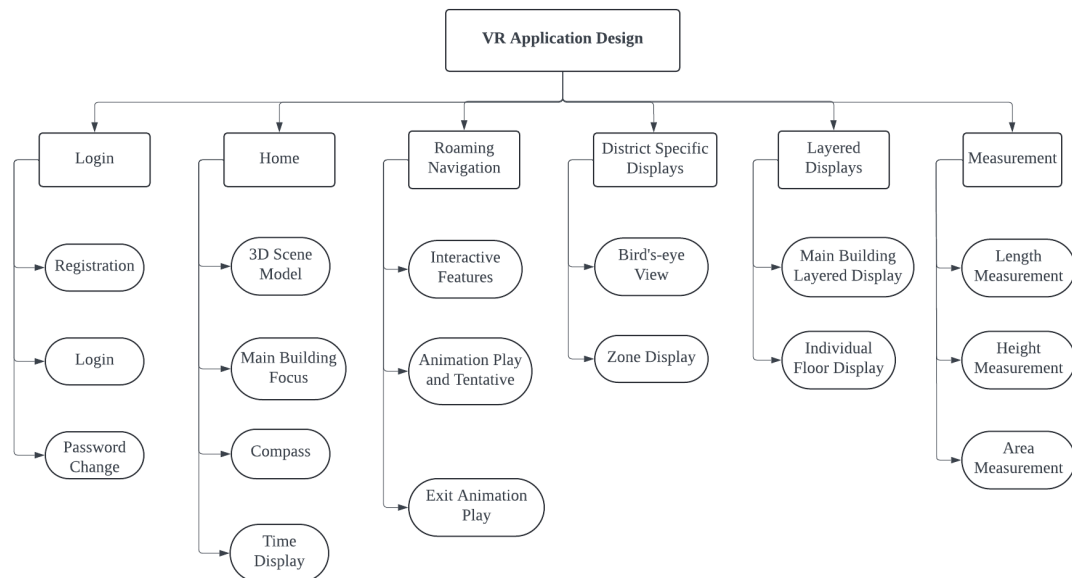 VR Application Design
Login
Home
Roaming
Navigation
District Specific
Displays
Layered
Displays
Measurement
Registration
Login
Password
Change
3D Scene
Model
Main Building
Focus
Compass
Time
Display
Interactive
Features
Animation Play
and Tentative
Exit Animation
Play
Bird's-eye
View
Zone Display
Main Building
Layered Display
Individual
Floor Display
Length
Measurement
Height
Measurement
Area
Measurement